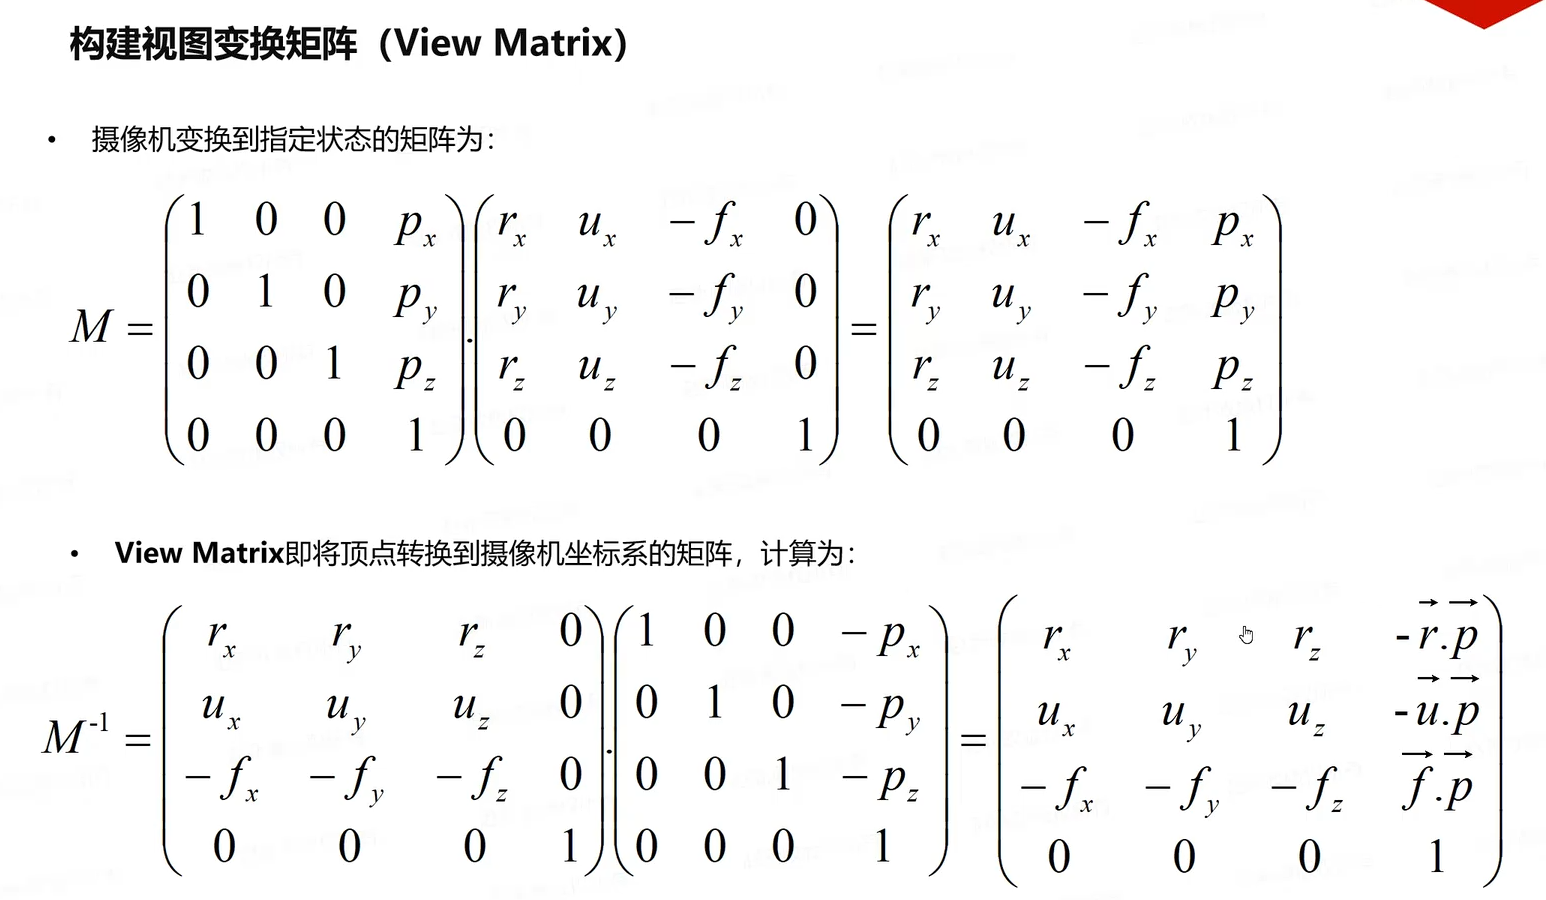 构建视图变换矩阵（View Matrix）
• 摄像机变换到指定状态的矩阵为：
M = \begin{pmatrix} 1 & 0 & 0 & p_x \\ 0 & 1 & 0 & p_y \\ 0 & 0 & 1 & p_z \\ 0 & 0 & 0 & 1 \end{pmatrix} . \begin{pmatrix} r_x & u_x & -f_x & 0 \\ r_y & u_y & -f_y & 0 \\ r_z & u_z & -f_z & 0 \\ 0 & 0 & 0 & 1 \end{pmatrix} = \begin{pmatrix} r_x & u_x & -f_x & p_x \\ r_y & u_y & -f_y & p_y \\ r_z & u_z & -f_z & p_z \\ 0 & 0 & 0 & 1 \end{pmatrix}
• View Matrix即将顶点转换到摄像机坐标系的矩阵，计算为：
M^{-1} = \begin{pmatrix} r_x & r_y & r_z & 0 \\ u_x & u_y & u_z & 0 \\ -f_x & -f_y & -f_z & 0 \\ 0 & 0 & 0 & 1 \end{pmatrix} . \begin{pmatrix} 1 & 0 & 0 & -p_x \\ 0 & 1 & 0 & -p_y \\ 0 & 0 & 1 & -p_z \\ 0 & 0 & 0 & 1 \end{pmatrix} = \begin{pmatrix} r_x & r_y & r_z & -\vec{r}.\vec{p} \\ u_x & u_y & u_z & -\vec{u}.\vec{p} \\ -f_x & -f_y & -f_z & \vec{f}.\vec{p} \\ 0 & 0 & 0 & 1 \end{pmatrix}